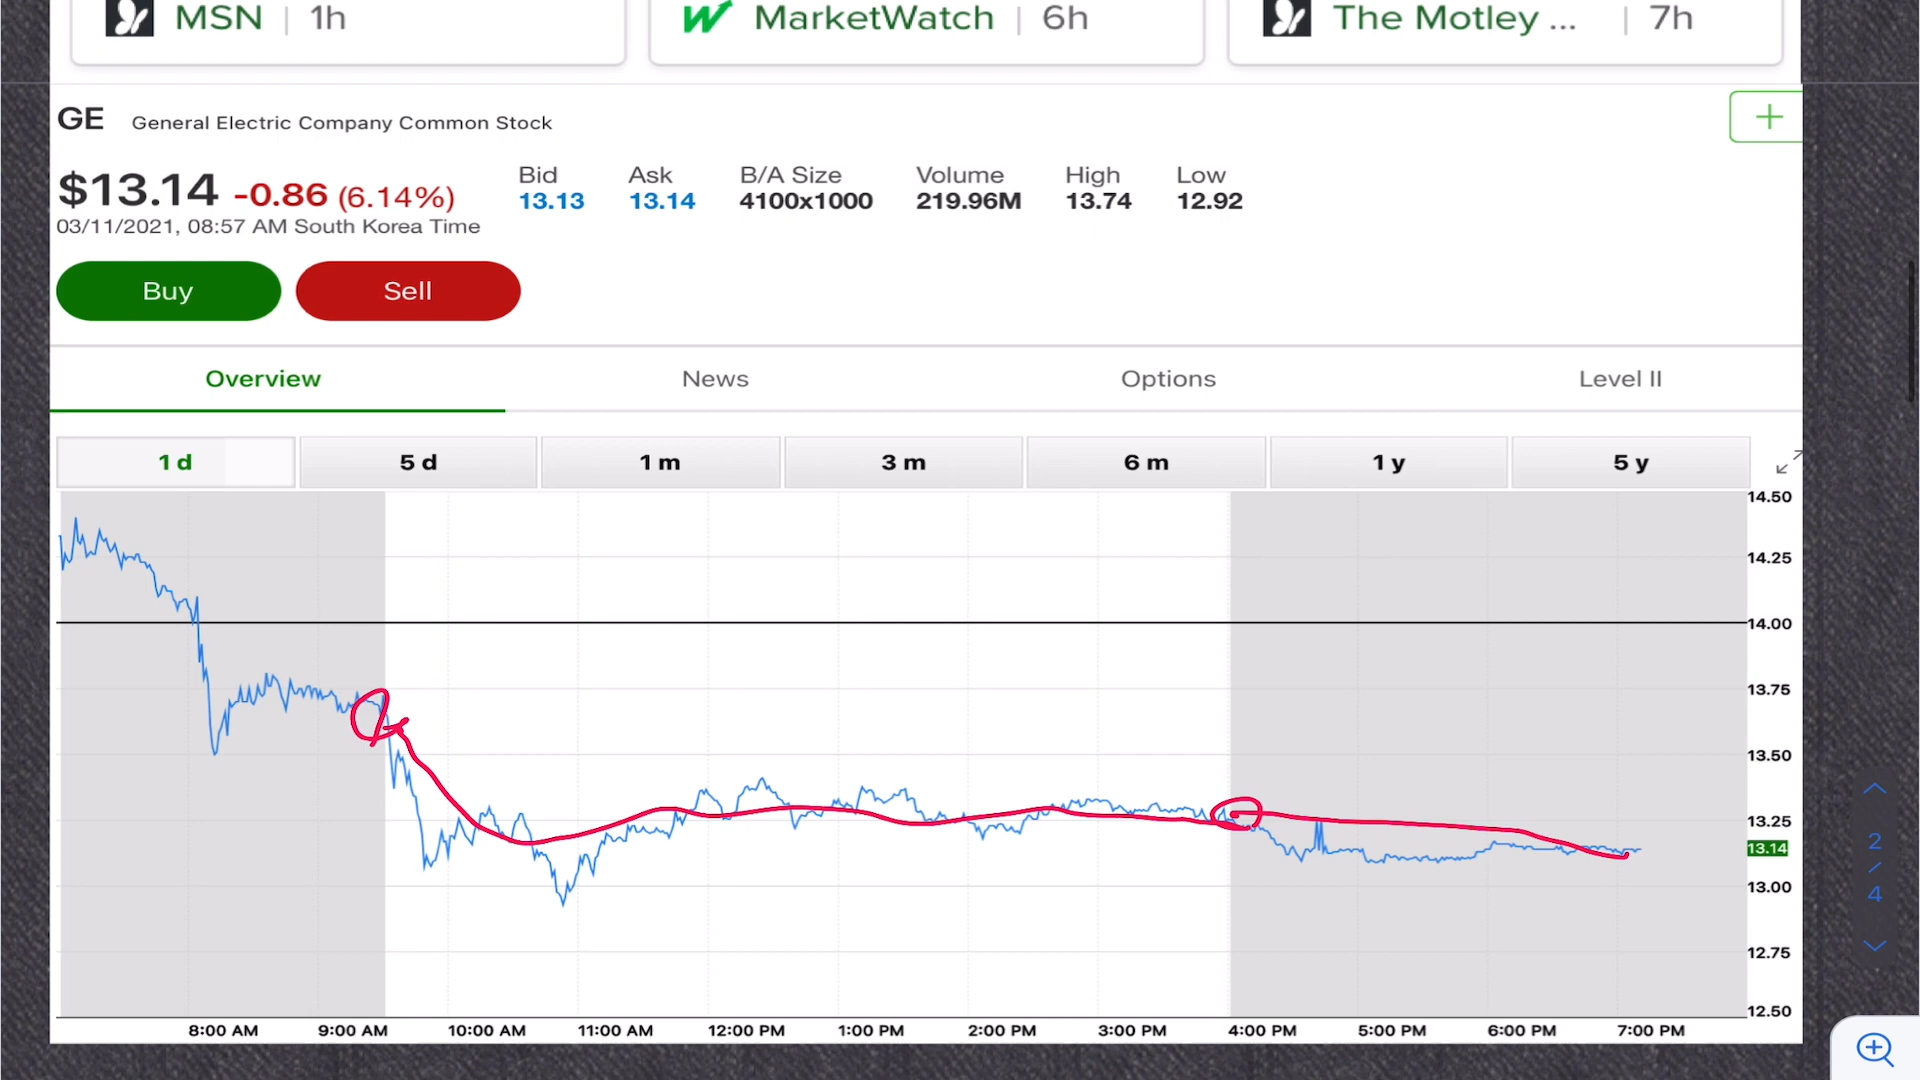 MSN | 1h
MarketWatch | 6h
The Motley ... | 7h
GE General Electric Company Common Stock
$13.14 -0.86 (6.14%)
03/11/2021, 08:57 AM South Korea Time
Bid Ask B/A Size Volume High Low
13.13 13.14 4100x1000 219.96M 13.74 12.92
Buy Sell
Overview News Options Level II
1 d 5 d 1 m 3 m 6 m 1 y 5 y
14.50
14.25
14.00
13.75
13.50
13.25
13.14
13.00
12.75
12.50
8:00 AM 9:00 AM 10:00 AM 11:00 AM 12:00 PM 1:00 PM 2:00 PM 3:00 PM 4:00 PM 5:00 PM 6:00 PM 7:00 PM
2
/
4